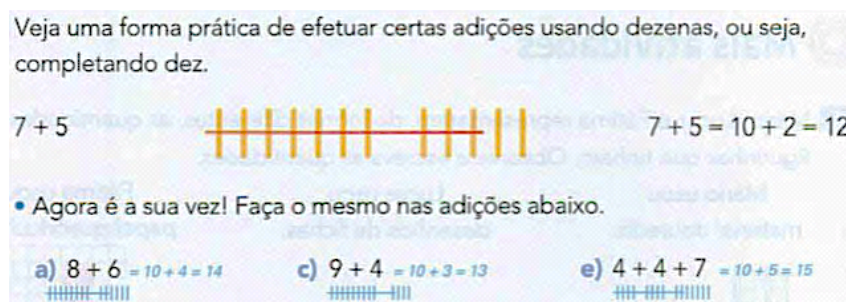 Veja uma forma prática de efetuar certas adições usando dezenas, ou seja,
completando dez.
7 + 5 7 + 5 = 10 + 2 = 12
• Agora é a sua vez! Faça o mesmo nas adições abaixo.
a) 8 + 6 = 10 + 4 = 14 c) 9 + 4 = 10 + 3 = 13 e) 4 + 4 + 7 = 10 + 5 = 15